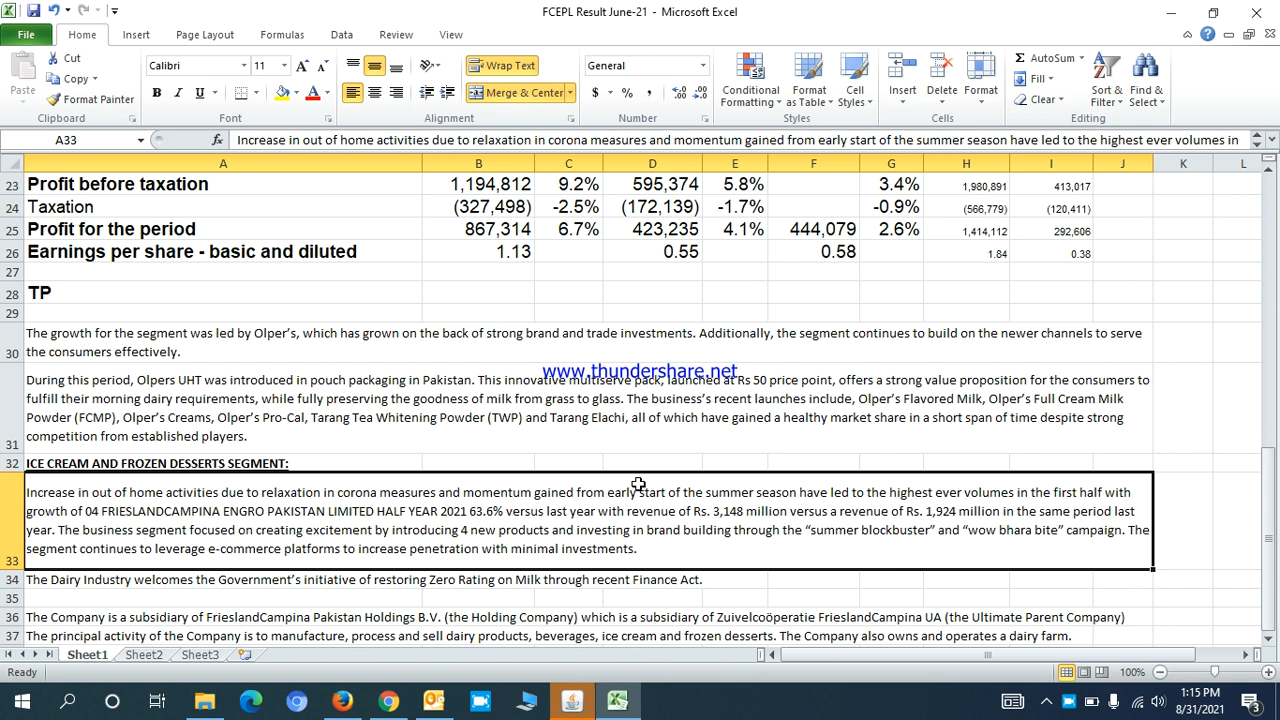 FCEPL Result June-21 - Microsoft Excel
File Home Insert Page Layout Formulas Data Review View
Paste
Cut
Copy
Format Painter
Clipboard
Calibri 11
B I U
Font
Wrap Text
Merge & Center
Alignment
General
$ % ,
Number
Conditional Formatting
Format as Table
Cell Styles
Styles
Insert Delete Format
Cells
AutoSum
Fill
Clear
Sort & Filter
Find & Select
Editing
A33 fx Increase in out of home activities due to relaxation in corona measures and momentum gained from early start of the summer season have led to the highest ever volumes in
A B C D E F G H I J K L
23 Profit before taxation 1,194,812 9.2% 595,374 5.8% 3.4% 1,980,891 413,017
24 Taxation (327,498) -2.5% (172,139) -1.7% -0.9% (566,779) (120,411)
25 Profit for the period 867,314 6.7% 423,235 4.1% 444,079 2.6% 1,414,112 292,606
26 Earnings per share - basic and diluted 1.13 0.55 0.58 1.84 0.38
27
28 TP
29
The growth for the segment was led by Olper's, which has grown on the back of strong brand and trade investments. Additionally, the segment continues to build on the newer channels to serve
30 the consumers effectively.
www.thundershare.net
During this period, Olpers UHT was introduced in pouch packaging in Pakistan. This innovative multiserve pack, launched at Rs 50 price point, offers a strong value proposition for the consumers to
fulfill their morning dairy requirements, while fully preserving the goodness of milk from grass to glass. The business's recent launches include, Olper's Flavored Milk, Olper's Full Cream Milk
Powder (FCMP), Olper's Creams, Olper's Pro-Cal, Tarang Tea Whitening Powder (TWP) and Tarang Elachi, all of which have gained a healthy market share in a short span of time despite strong
31 competition from established players.
32 ICE CREAM AND FROZEN DESSERTS SEGMENT:
Increase in out of home activities due to relaxation in corona measures and momentum gained from early start of the summer season have led to the highest ever volumes in the first half with
growth of 04 FRIESLANDCAMPINA ENGRO PAKISTAN LIMITED HALF YEAR 2021 63.6% versus last year with revenue of Rs. 3,148 million versus a revenue of Rs. 1,924 million in the same period last
year. The business segment focused on creating excitement by introducing 4 new products and investing in brand building through the “summer blockbuster” and “wow bhara bite” campaign. The
33 segment continues to leverage e-commerce platforms to increase penetration with minimal investments.
34 The Dairy Industry welcomes the Government's initiative of restoring Zero Rating on Milk through recent Finance Act.
35
36 The Company is a subsidiary of FrieslandCampina Pakistan Holdings B.V. (the Holding Company) which is a subsidiary of Zuivelcoöperatie FrieslandCampina UA (the Ultimate Parent Company)
37 The principal activity of the Company is to manufacture, process and sell dairy products, beverages, ice cream and frozen desserts. The Company also owns and operates a dairy farm.
Sheet1 Sheet2 Sheet3
Ready 100%
1:15 PM
8/31/2021
3